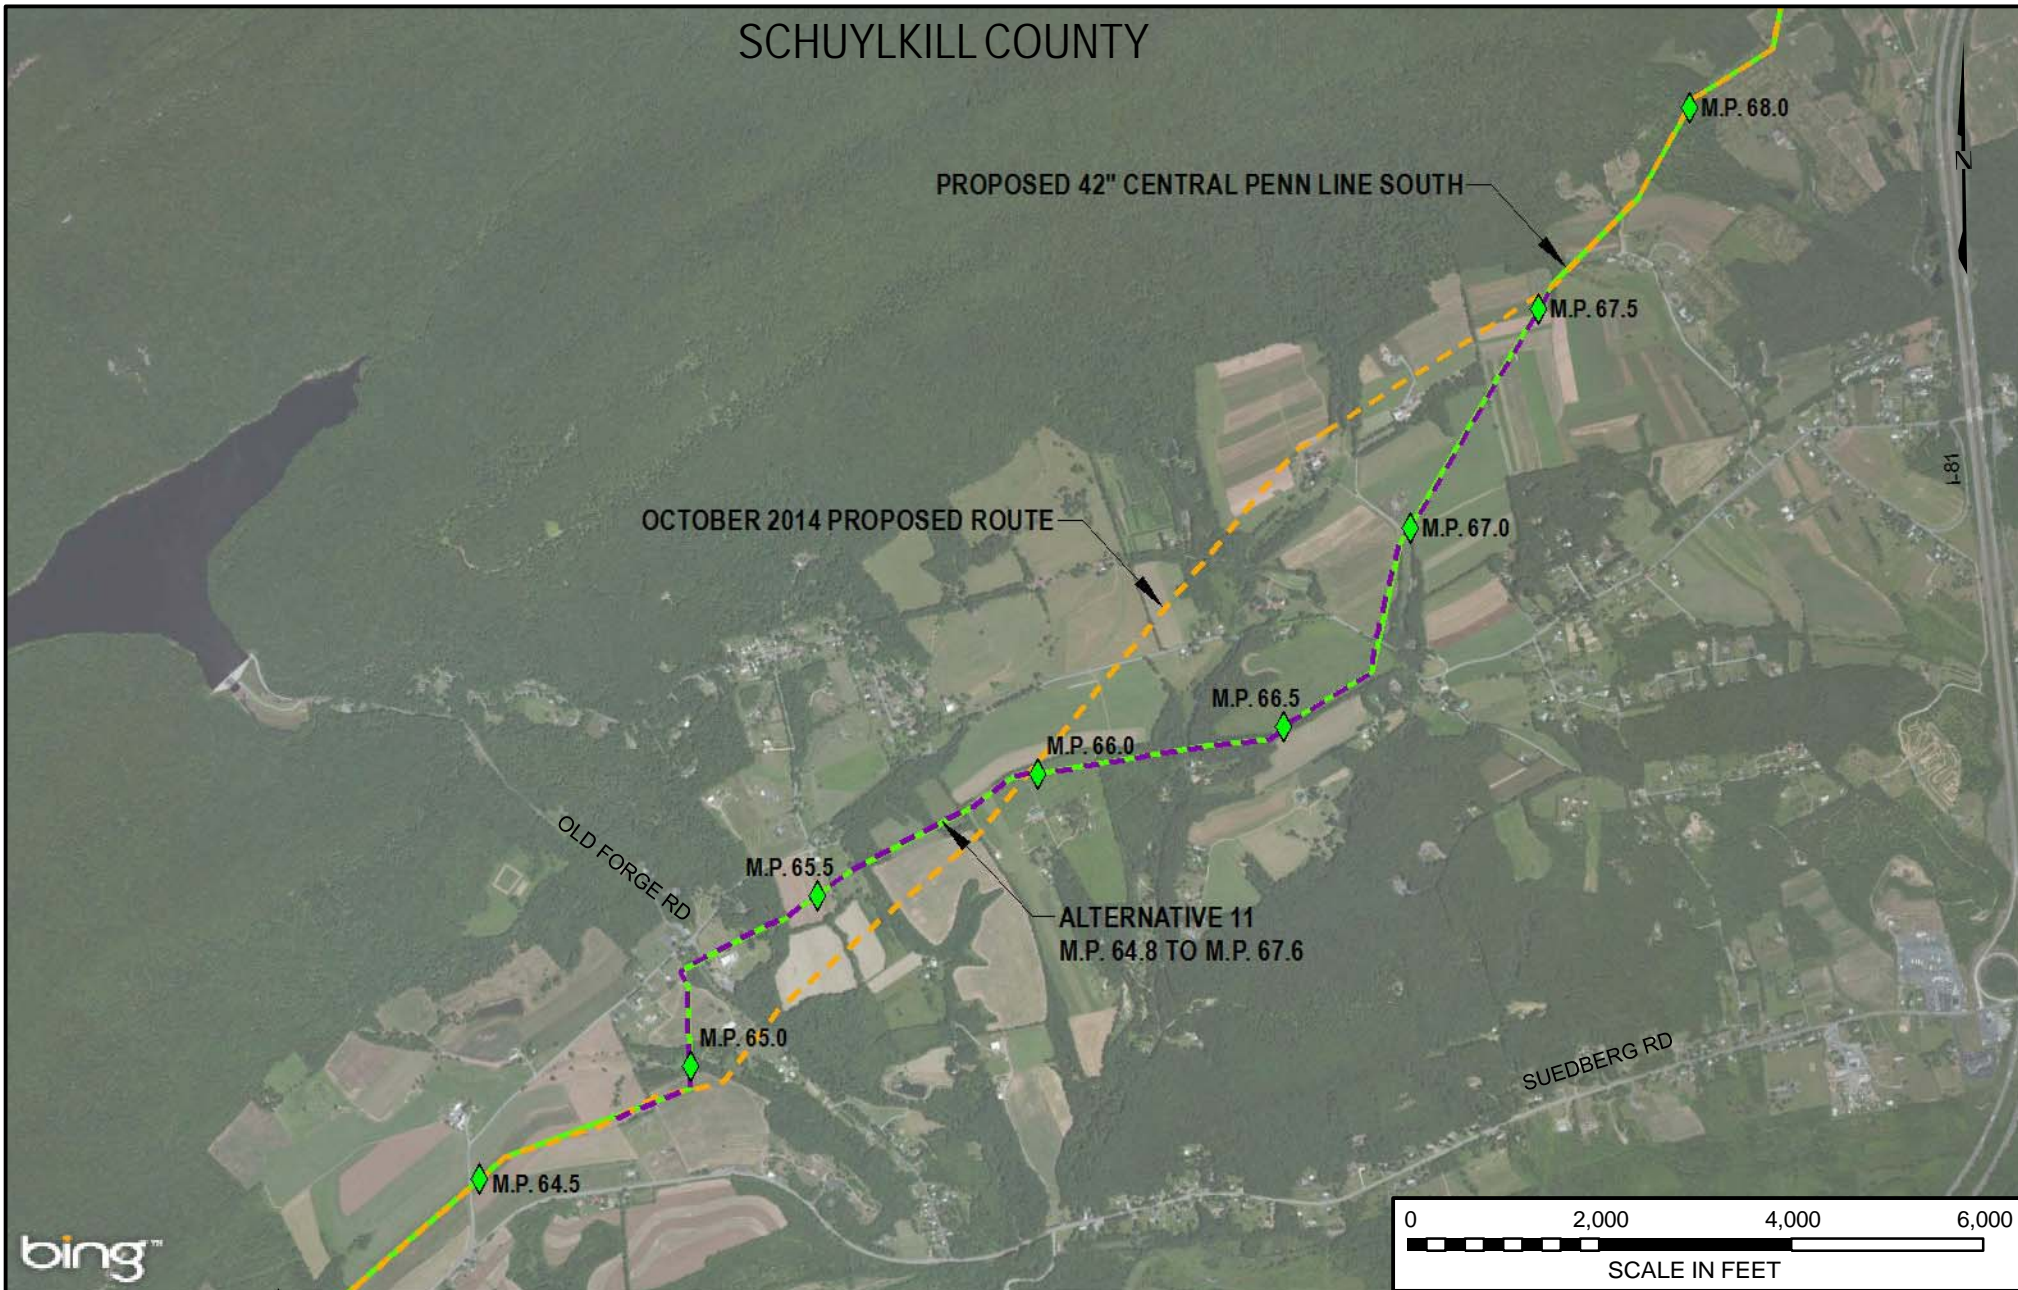 SCHUYLKILL COUNTY
M.P. 68.0
N
PROPOSED 42" CENTRAL PENN LINE SOUTH
M.P. 67.5
I-81
OCTOBER 2014 PROPOSED ROUTE
M.P. 67.0
M.P. 66.5
M.P. 66.0
OLD FORGE RD
M.P. 65.5
ALTERNATIVE 11
M.P. 64.8 TO M.P. 67.6
M.P. 65.0
SUEDBERG RD
M.P. 64.5
bing™
0 2,000 4,000 6,000
SCALE IN FEET